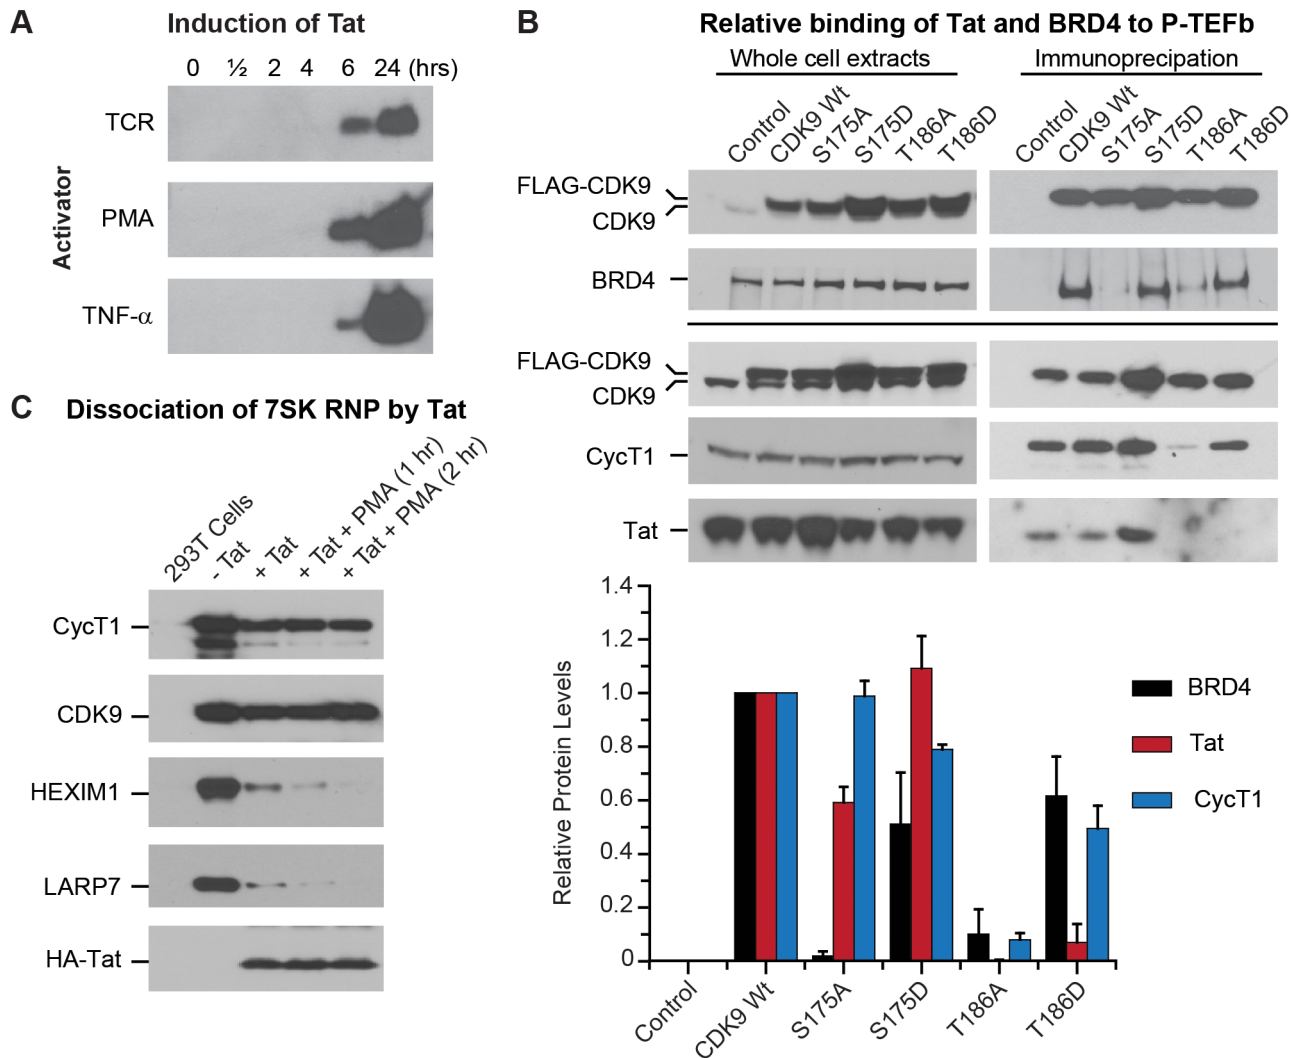 A
Induction of Tat
0 ½ 2 4 6 24 (hrs)
Activator
TCR
PMA
TNF-α
B
Relative binding of Tat and BRD4 to P-TEFb
Whole cell extracts
Immunoprecipation
Control
CDK9 Wt
S175A
S175D
T186A
T186D
Control
CDK9 Wt
S175A
S175D
T186A
T186D
FLAG-CDK9
CDK9
BRD4
FLAG-CDK9
CDK9
CycT1
Tat
C
Dissociation of 7SK RNP by Tat
293T Cells
- Tat
+ Tat
+ Tat + PMA (1 hr)
+ Tat + PMA (2 hr)
CycT1
CDK9
HEXIM1
LARP7
HA-Tat
Relative Protein Levels
1.4
1.2
1.0
0.8
0.6
0.4
0.2
0
Control
CDK9 Wt
S175A
S175D
T186A
T186D
BRD4
Tat
CycT1